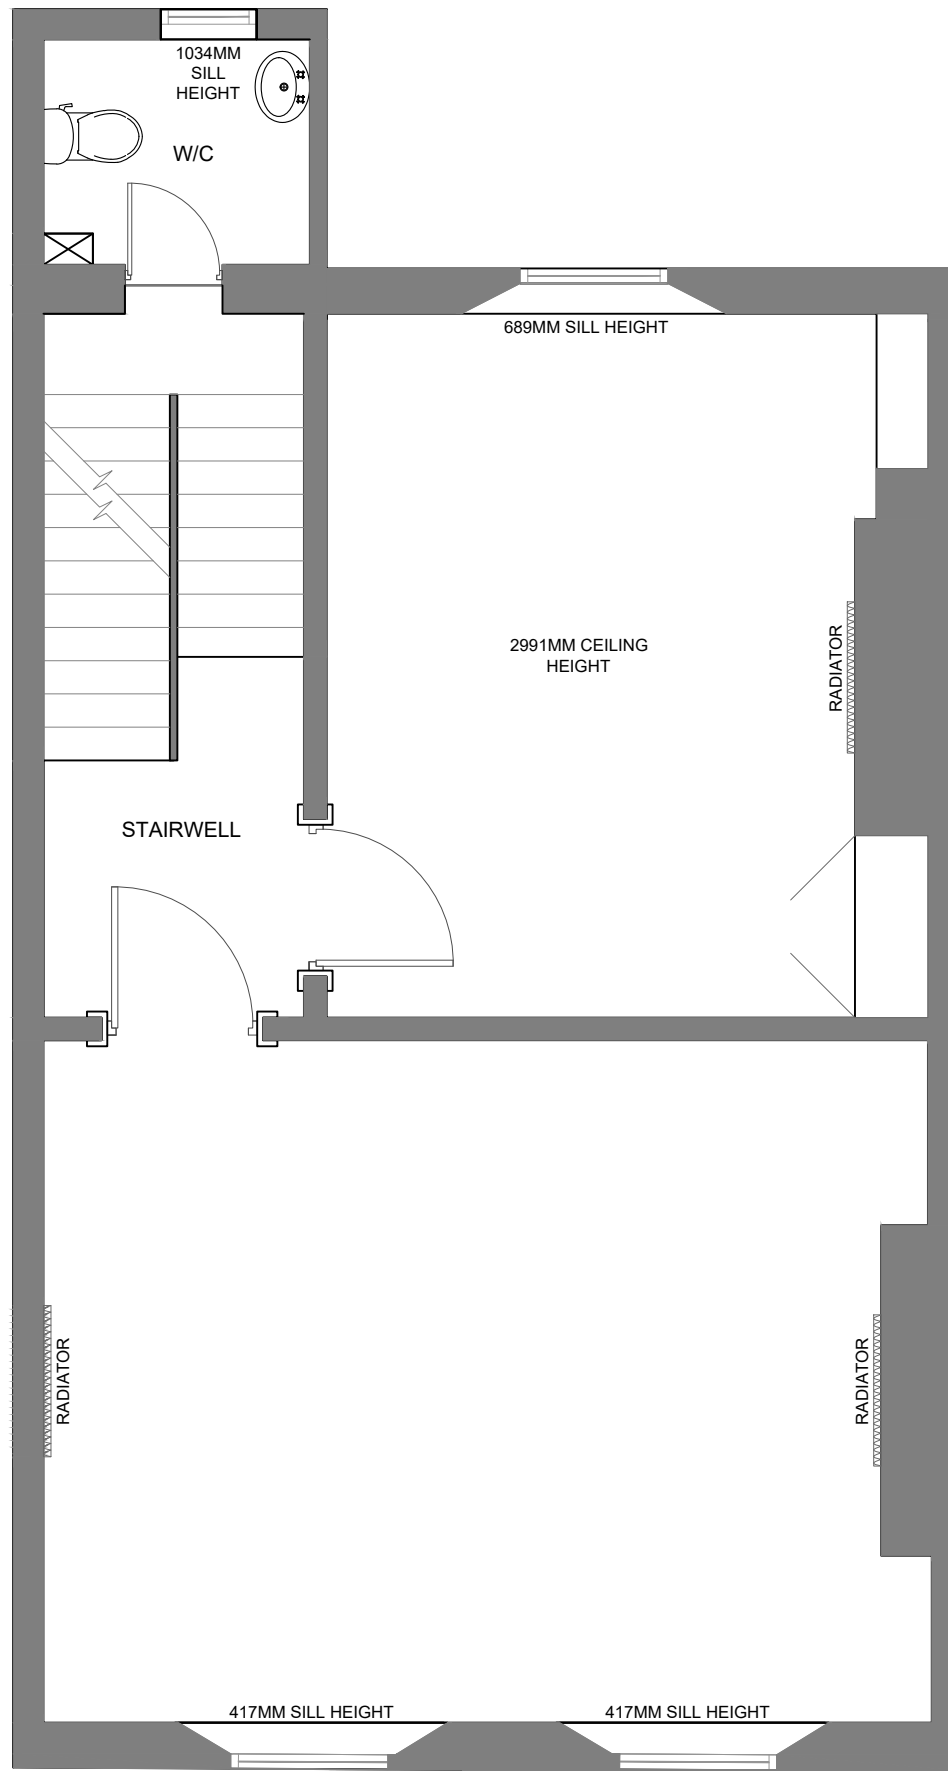 1034MM
SILL
HEIGHT
W/C
689MM SILL HEIGHT
2991MM CEILING
HEIGHT
RADIATOR
STAIRWELL
RADIATOR
RADIATOR
417MM SILL HEIGHT
417MM SILL HEIGHT